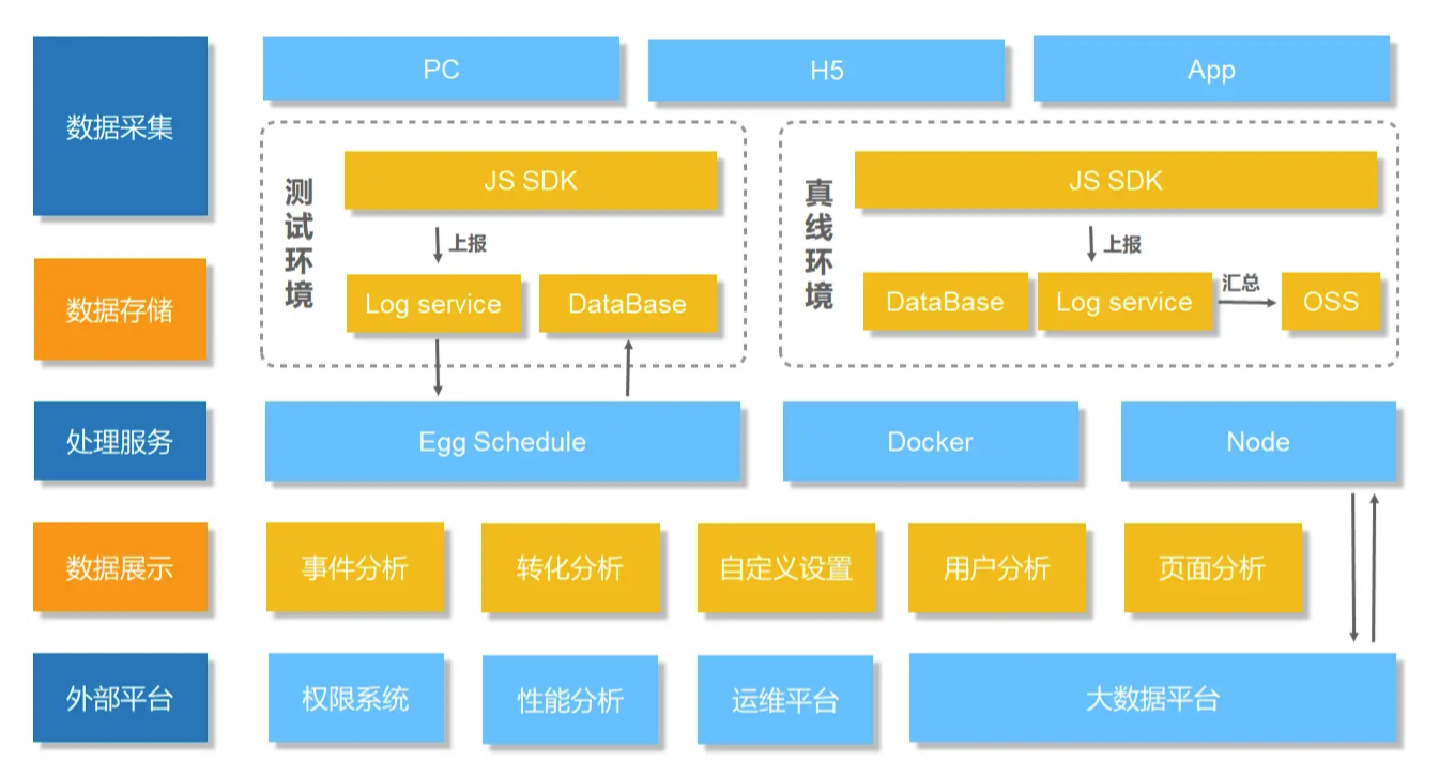 数据采集
PC
H5
App
测试环境
JS SDK
上报
Log service
DataBase
真线环境
JS SDK
上报
DataBase
Log service
汇总
OSS
数据存储
处理服务
Egg Schedule
Docker
Node
数据展示
事件分析
转化分析
自定义设置
用户分析
页面分析
外部平台
权限系统
性能分析
运维平台
大数据平台